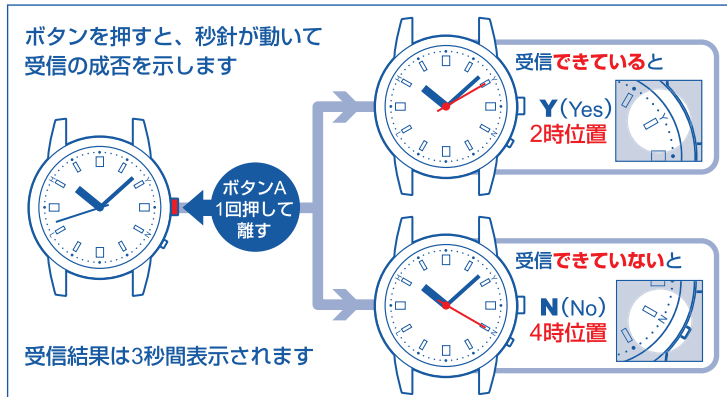 ボタンを押すと、秒針が動いて
受信の成否を示します
ボタンA
1回押して
離す
受信できていると
Y(Yes)
2時位置
受信できていないと
N(No)
4時位置
受信結果は3秒間表示されます
Y
N